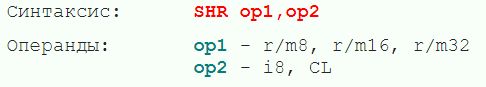 Синтаксис: SHR op1,op2
Операнды: op1 – r/m8, r/m16, r/m32
op2 – i8, CL